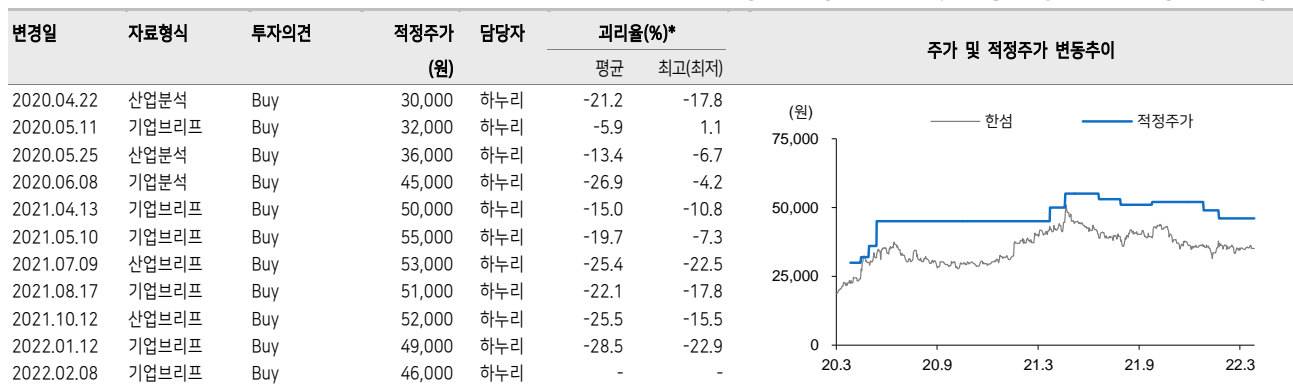 변경일 자료형식 투자의견 적정주가 담당자 괴리율(%)* 주가 및 적정주가 변동추이
(원) 평균 최고(최저)
2020.04.22 산업분석 Buy 30,000 하누리 -21.2 -17.8
2020.05.11 기업브리프 Buy 32,000 하누리 -5.9 1.1
2020.05.25 산업분석 Buy 36,000 하누리 -13.4 -6.7
2020.06.08 기업분석 Buy 45,000 하누리 -26.9 -4.2
2021.04.13 기업브리프 Buy 50,000 하누리 -15.0 -10.8
2021.05.10 기업브리프 Buy 55,000 하누리 -19.7 -7.3
2021.07.09 산업브리프 Buy 53,000 하누리 -25.4 -22.5
2021.08.17 기업브리프 Buy 51,000 하누리 -22.1 -17.8
2021.10.12 산업브리프 Buy 52,000 하누리 -25.5 -15.5
2022.01.12 기업브리프 Buy 49,000 하누리 -28.5 -22.9
2022.02.08 기업브리프 Buy 46,000 하누리 - -
(원) 한섬 적정주가
75,000
50,000
25,000
0
20.3 20.9 21.3 21.9 22.3